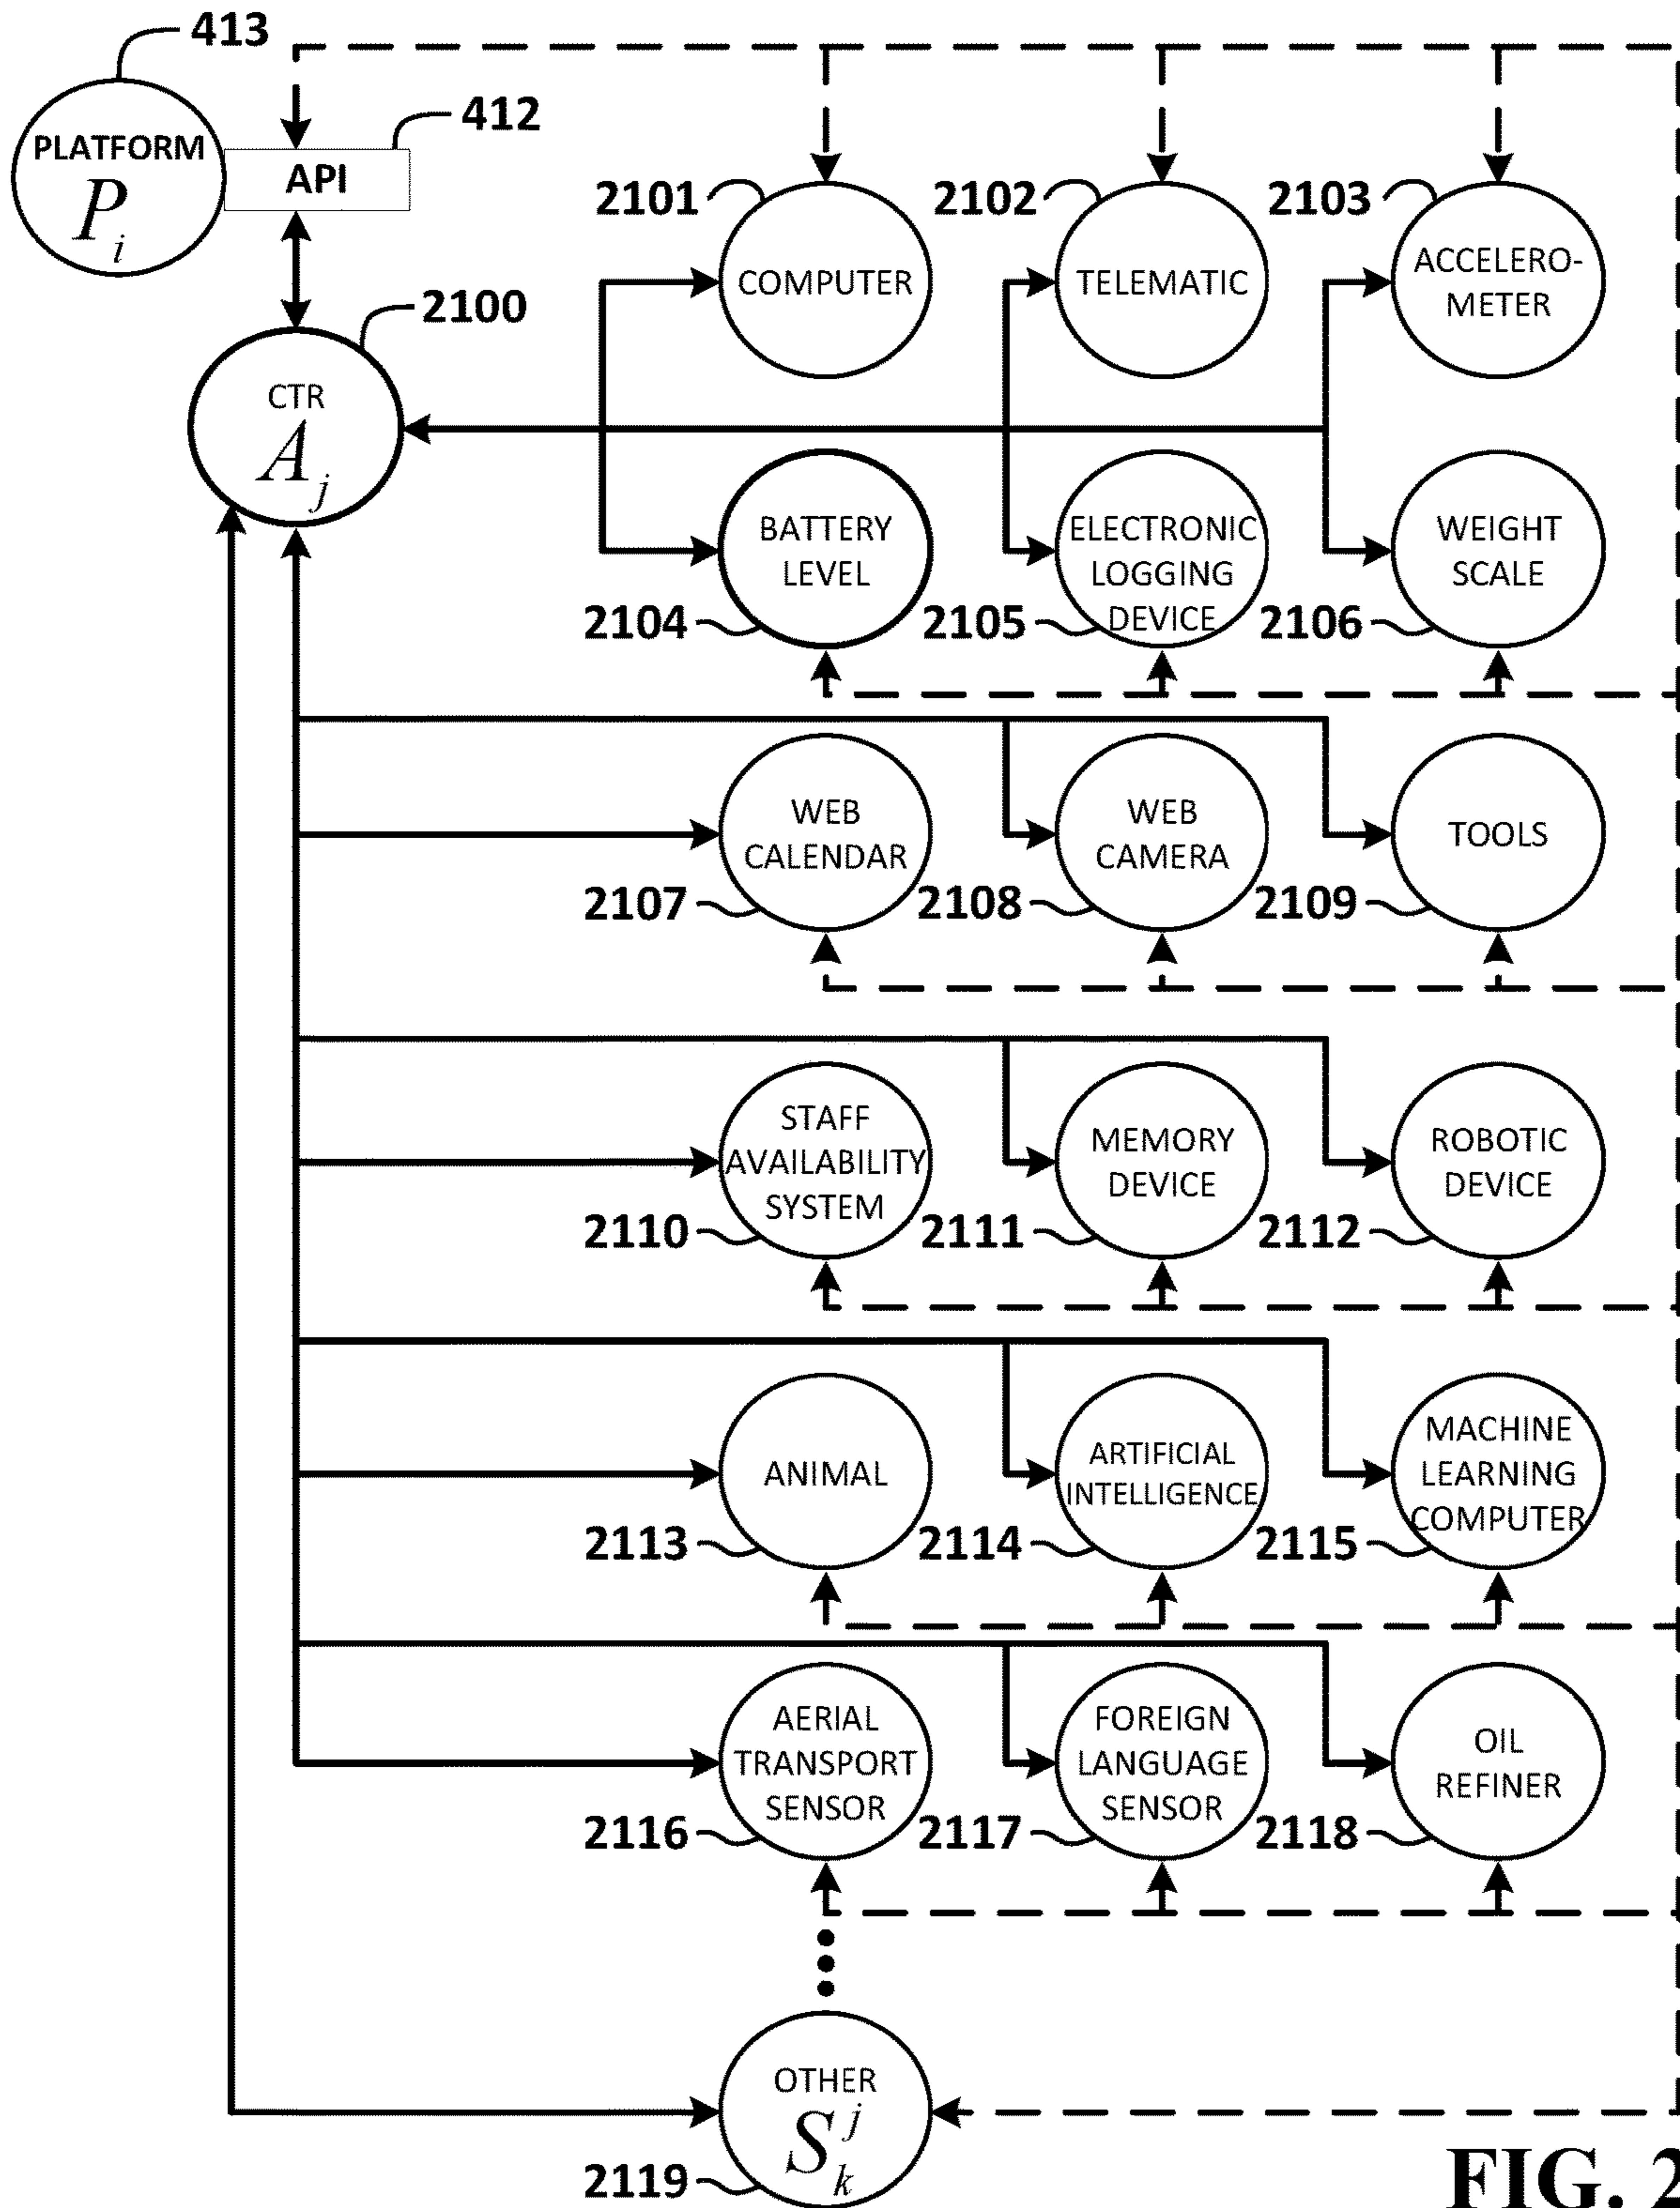 413
PLATFORM
P i
412
API
2101
COMPUTER
2102
TELEMATIC
2103
ACCELERO-
METER
2100
CTR
A j
BATTERY
LEVEL
2104
ELECTRONIC
LOGGING
DEVICE
2105
WEIGHT
SCALE
2106
WEB
CALENDAR
2107
WEB
CAMERA
2108
TOOLS
2109
STAFF
AVAILABILITY
SYSTEM
2110
MEMORY
DEVICE
2111
ROBOTIC
DEVICE
2112
ANIMAL
2113
ARTIFICIAL
INTELLIGENCE
2114
MACHINE
LEARNING
COMPUTER
2115
AERIAL
TRANSPORT
SENSOR
2116
FOREIGN
LANGUAGE
SENSOR
2117
OIL
REFINER
2118
OTHER
S j k
2119
FIG. 2